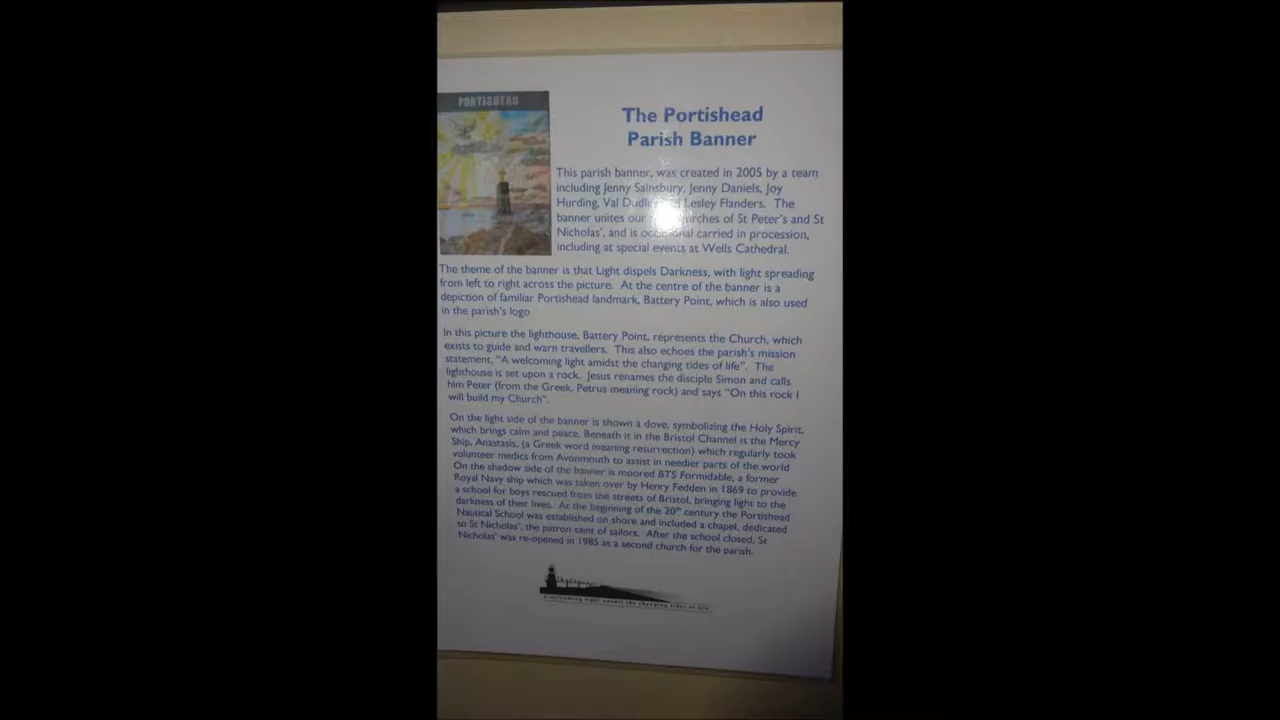 PORTISHEAD
The Portishead
Parish Banner
This parish banner, was created in 2005 by a team
including Jenny Sainsbury, Jenny Daniels, Joy
Hurding, Val Dudley Lesley Flanders. The
banner unites our churches of St Peter's and St
Nicholas', and is occasional carried in procession,
including at special events at Wells Cathedral.
The theme of the banner is that Light dispels Darkness, with light spreading
from left to right across the picture. At the centre of the banner is a
depiction of familiar Portishead landmark, Battery Point, which is also used
in the parish's logo
In this picture the lighthouse, Battery Point, represents the Church, which
exists to guide and warn travellers. This also echoes the parish's mission
statement, "A welcoming light amidst the changing tides of life". The
lighthouse is set upon a rock. Jesus renames the disciple Simon and calls
him Peter (from the Greek, Petrus meaning rock) and says "On this rock I
will build my Church".
On the light side of the banner is shown a dove, symbolizing the Holy Spirit,
which brings calm and peace. Beneath it in the Bristol Channel is the Mercy
Ship, Anastasis, (a Greek word meaning resurrection) which regularly took
volunteer medics from Avonmouth to assist in needier parts of the world
On the shadow side of the banner is moored BTS Formidable, a former
Royal Navy ship which was taken over by Henry Fedden in 1869 to provide
a school for boys rescued from the streets of Bristol, bringing light to the
darkness of their lives. At the beginning of the 20th century the Portishead
Nautical School was established on shore and included a chapel, dedicated
to St Nicholas', the patron saint of sailors. After the school closed, St
Nicholas' was re-opened in 1985 as a second church for the parish.
A welcoming light amidst the changing tides of life